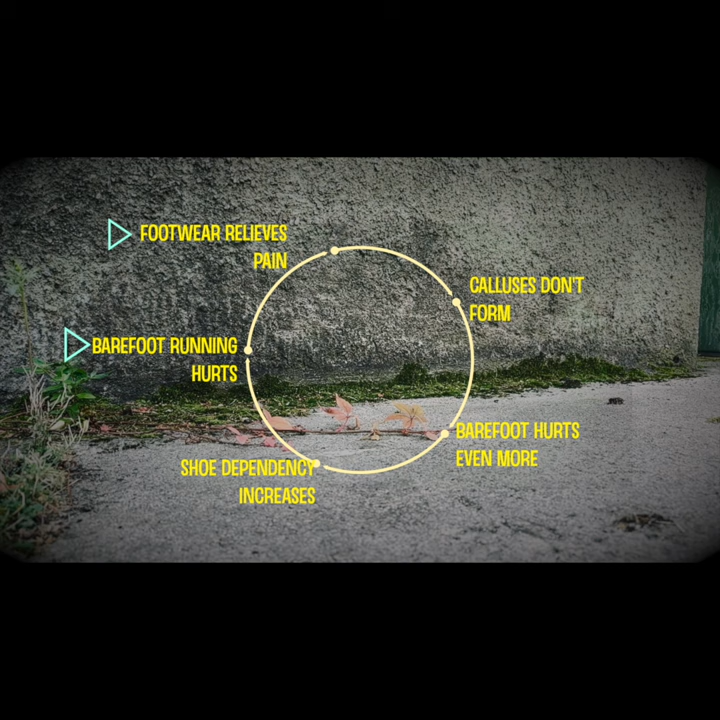 FOOTWEAR RELIEVES
PAIN
CALLUSES DON'T
FORM
BAREFOOT RUNNING
HURTS
BAREFOOT HURTS
EVEN MORE
SHOE DEPENDENCY
INCREASES